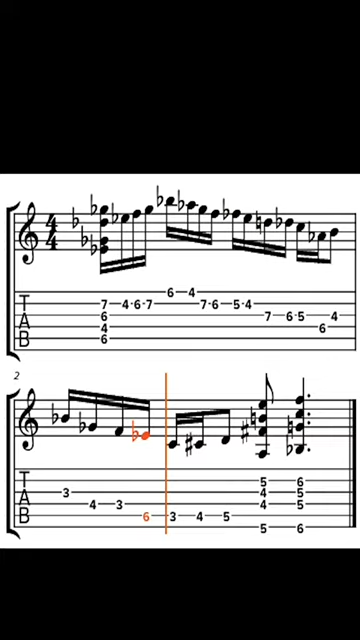 4
4
6 4
T 7 4 6 7 7 6 5 4
A 6 7 6 5 4
B 4 6
6
2
T 5 6
A 3 4 5
B 4 3 4 5
6 3 4 5
5 6